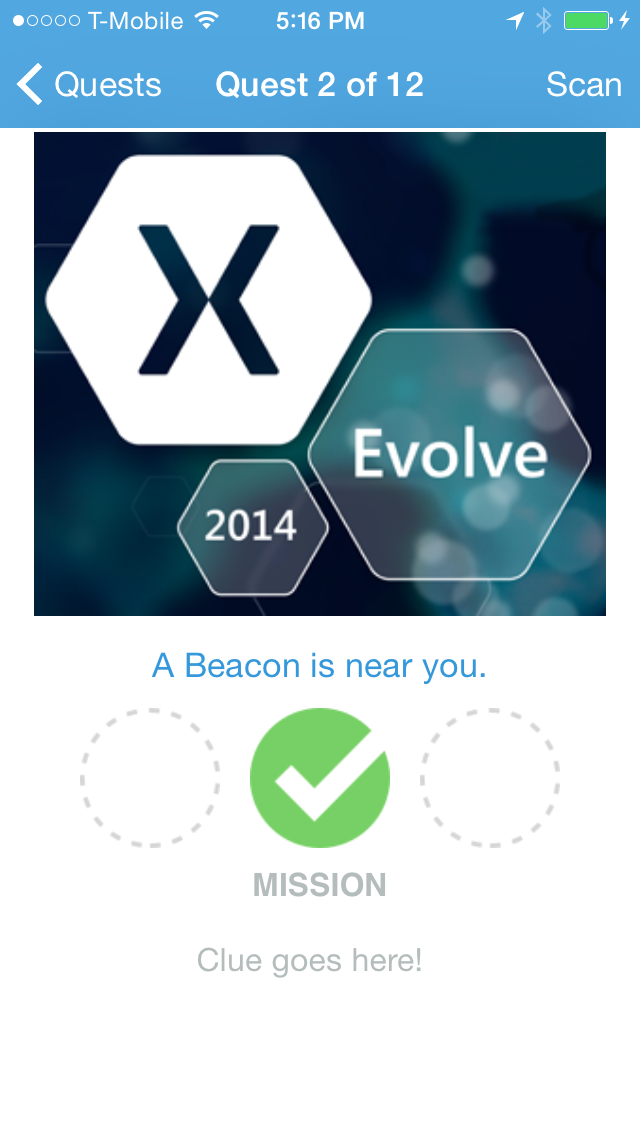 T-Mobile 5:16 PM
Quests Quest 2 of 12 Scan
X
Evolve
2014
A Beacon is near you.
MISSION
Clue goes here!